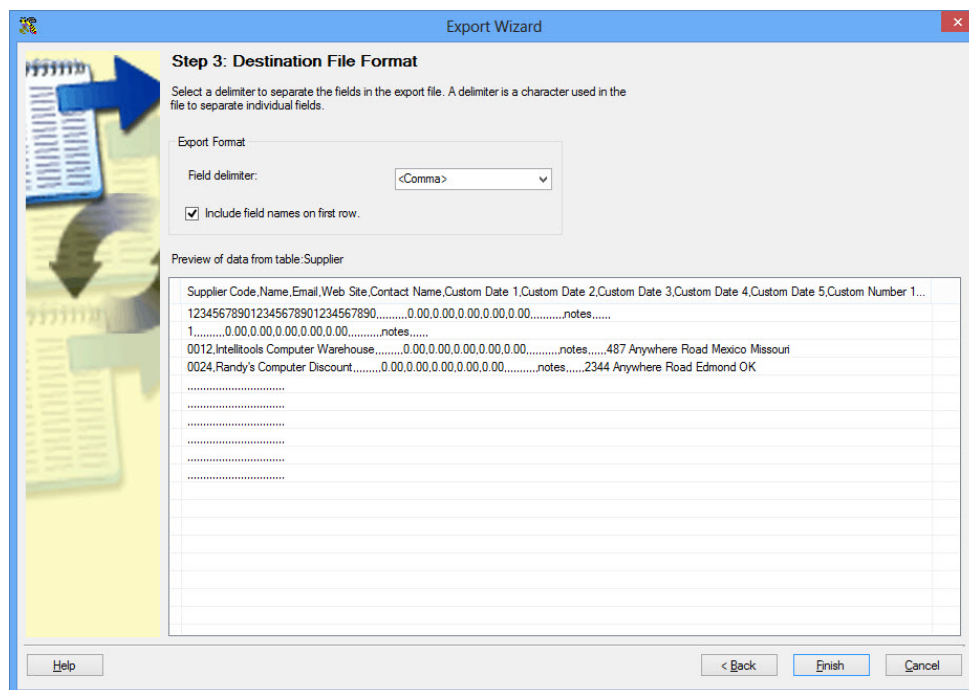 Export Wizard
Step 3: Destination File Format
Select a delimiter to separate the fields in the export file. A delimiter is a character used in the
file to separate individual fields.
Export Format
Field delimiter:
<Comma>
Include field names on first row.
Preview of data from table:Supplier
Supplier Code,Name,Email,Web Site,Contact Name,Custom Date 1,Custom Date 2,Custom Date 3,Custom Date 4,Custom Date 5,Custom Number 1...
123456789012345678901234567890,,,,,,,,,,0.00,0.00,0.00,0.00,0.00,,,,,,,,,,,notes,,,,,,
1,,,,,,,,,,0.00,0.00,0.00,0.00,0.00,,,,,,,,,,,notes,,,,,,
0012,Intellitools Computer Warehouse,,,,,,,,,0.00,0.00,0.00,0.00,0.00,,,,,,,,,,,notes,,,,,,487 Anywhere Road Mexico Missouri
0024,Randy's Computer Discount,,,,,,,,,0.00,0.00,0.00,0.00,0.00,,,,,,,,,,,notes,,,,,,2344 Anywhere Road Edmond OK
,,,,,,,,,,,,,,,,,,,,,,,,,,,,,,,
,,,,,,,,,,,,,,,,,,,,,,,,,,,,,,,
,,,,,,,,,,,,,,,,,,,,,,,,,,,,,,,
,,,,,,,,,,,,,,,,,,,,,,,,,,,,,,,
,,,,,,,,,,,,,,,,,,,,,,,,,,,,,,,
,,,,,,,,,,,,,,,,,,,,,,,,,,,,,,,
Help
< Back
Finish
Cancel